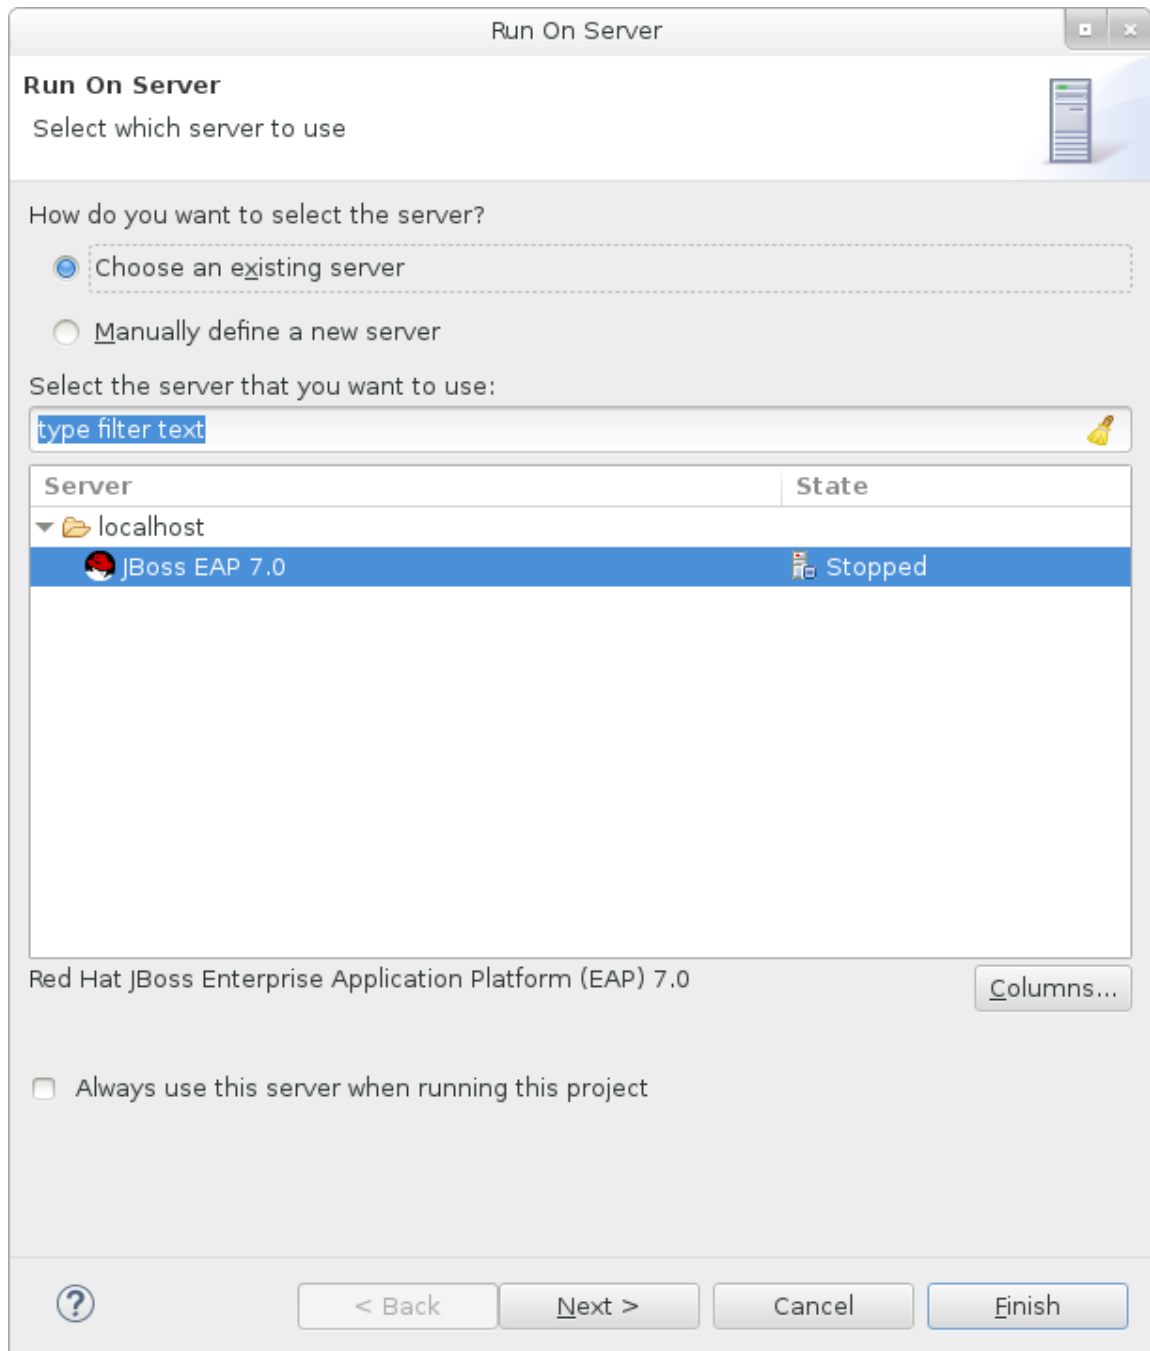 Run On Server
Run On Server
Select which server to use
How do you want to select the server?
Choose an existing server
Manually define a new server
Select the server that you want to use:
type filter text
Server State
localhost
JBoss EAP 7.0 Stopped
Red Hat JBoss Enterprise Application Platform (EAP) 7.0
Columns...
Always use this server when running this project
? < Back Next > Cancel Finish